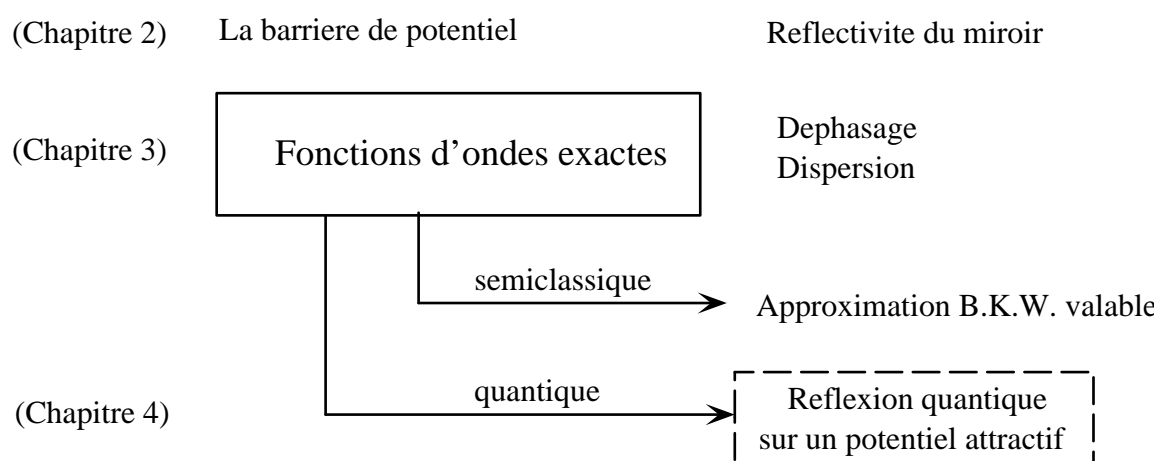 (Chapitre 2) La barriere de potentiel Reflectivite du miroir
(Chapitre 3) Fonctions d'ondes exactes Dephasage
Dispersion
semiclassique
Approximation B.K.W. valable
(Chapitre 4) quantique Reflexion quantique
sur un potentiel attractif